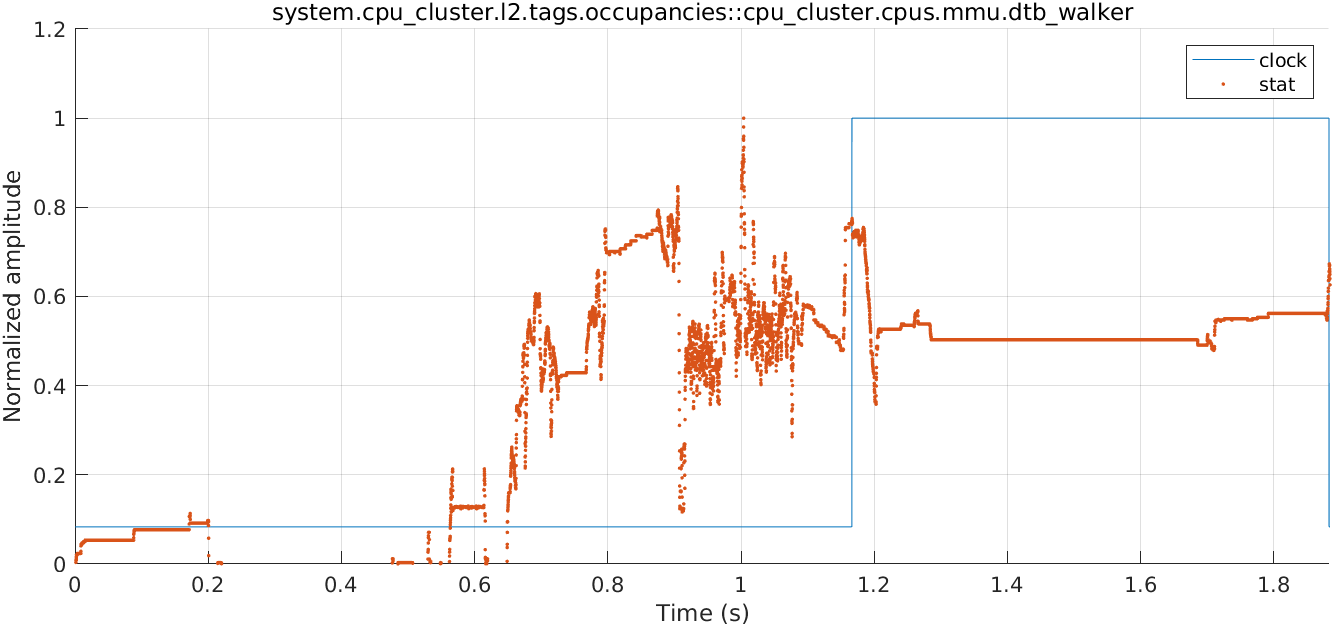 system.cpu_cluster.l2.tags.occupancies::cpu_cluster.cpus.mmu.dtb_walker
1.2
1
0.8
0.6
0.4
0.2
0
Normalized amplitude
clock
stat
0 0.2 0.4 0.6 0.8 1 1.2 1.4 1.6 1.8
Time (s)